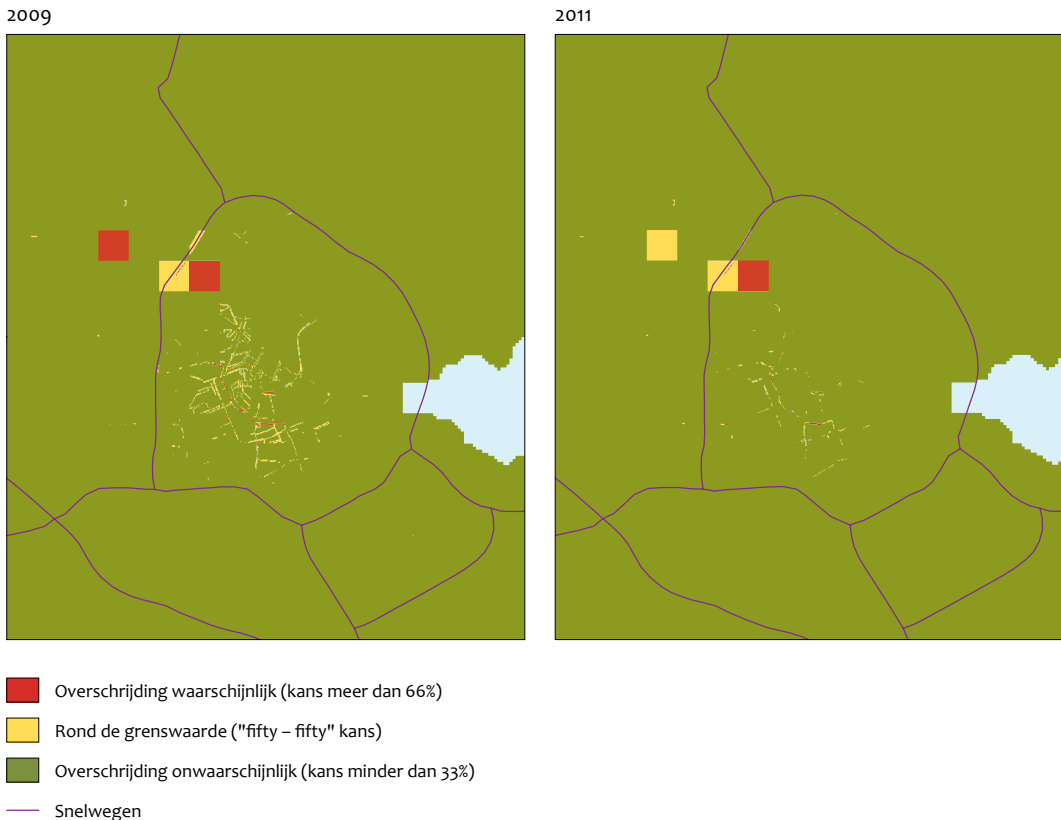 2009
2011
Overschrijding waarschijnlijk (kans meer dan 66%)
Rond de grenswaarde ("fifty – fifty" kans)
Overschrijding onwaarschijnlijk (kans minder dan 33%)
Snelwegen